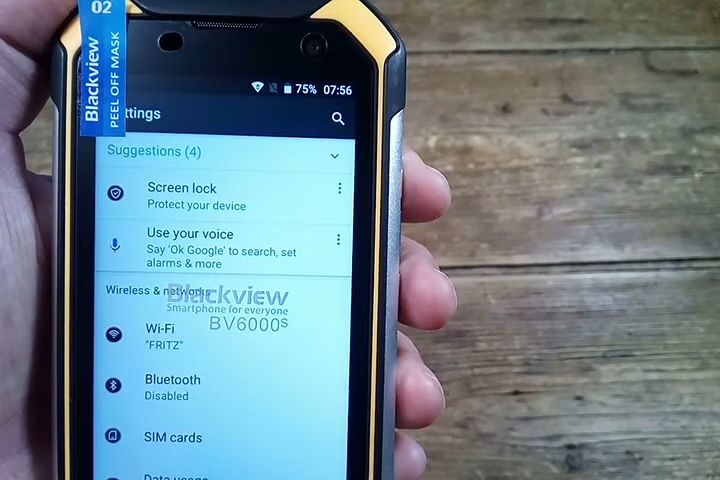 02
Blackview
PEEL OFF MASK
75% 07:56
ttings
Suggestions (4)
Screen lock
Protect your device
Use your voice
Say 'Ok Google' to search, set
alarms & more
Wireless & networks
Blackview
Smartphone for everyone
BV6000s
Wi-Fi
"FRITZ"
Bluetooth
Disabled
SIM cards
Data usage